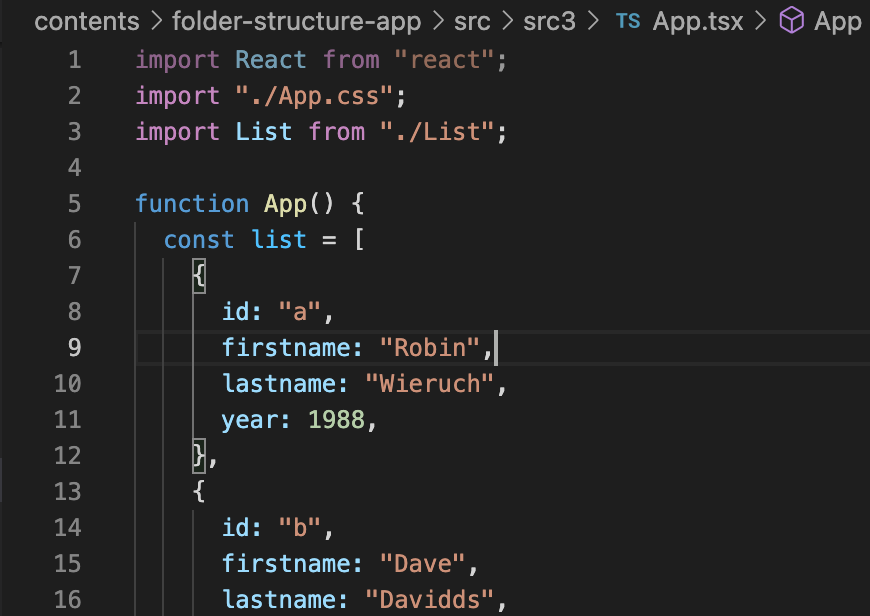 contents > folder-structure-app > src > src3 > TS App.tsx > App
1 import React from "react";
2 import "./App.css";
3 import List from "./List";
4
5 function App() {
6 const list = [
7 {
8 id: "a",
9 firstname: "Robin",
10 lastname: "Wieruch",
11 year: 1988,
12 },
13 {
14 id: "b",
15 firstname: "Dave",
16 lastname: "Davidds",